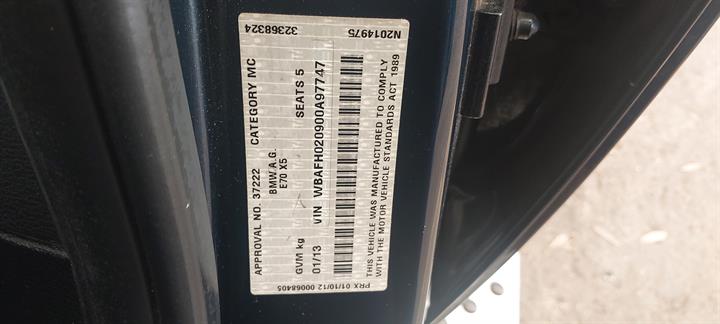 APPROVAL NO. 37222 CATEGORY MC 32368324
BMW A.G.
E70 X5
GVM kg SEATS 5
01/13 VIN WBAFH020900A97747
THIS VEHICLE WAS MANUFACTURED TO COMPLY
WITH THE MOTOR VEHICLE STANDARDS ACT 1989
PRX 01/10/12 00068405 N2014975